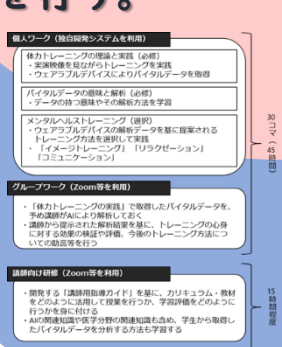 を行う。
個人ワーク（独自開発システムを利用）
体力トレーニングの理論と実践（必修）
・実演映像を見ながらトレーニングを実践
・ウェアラブルデバイスによりバイタルデータを取得
バイタルデータの意味と解析（必修）
・データの持つ意味やその解析方法を学習
メンタルヘルストレーニング（選択）
・ウェアラブルデバイスの解析データを基に提案される
トレーニング方法を選択して実践
・「イメージトレーニング」「リラクゼーション」
「コミュニケーション」
30コマ（45時間）
グループワーク（Zoom等を利用）
・「体力トレーニングの実践」で取得したバイタルデータを、
予め講師がAIにより解析しておく
・講師から提示された解析結果を基に、トレーニングの心身
に対する効果の検証や評価、今後のトレーニング方法につ
いての助言等を行う
講師向け研修（Zoom等を利用）
・開発する「講師用指導ガイド」を基に、カリキュラム・教材
をどのように活用して授業を行うか、学習評価をどのように
行うかを身に付ける
・AIの関連知識や医学分野の関連知識も含め、学生から取得し
たバイタルデータを分析する方法も学習する
15時間程度